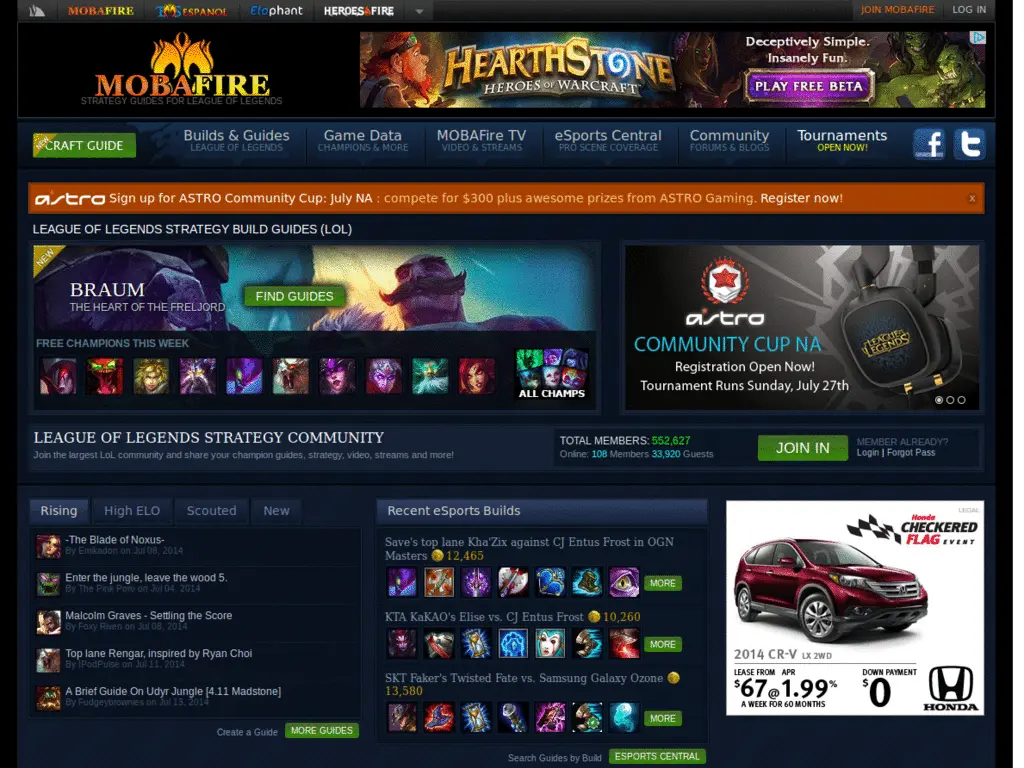 MOBAFIRE
ESPAÑOL
Elophant
HEROESFIRE
JOIN MOBAFIRE
LOG IN
MOBAFIRE
STRATEGY GUIDES FOR LEAGUE OF LEGENDS
HEARTHSTONE
HEROES OF WARCRAFT
Deceptively Simple.
Insanely Fun.
PLAY FREE BETA
NEW
CRAFT GUIDE
Builds & Guides
LEAGUE OF LEGENDS
Game Data
CHAMPIONS & MORE
MOBAFire TV
VIDEO & STREAMS
eSports Central
PRO SCENE COVERAGE
Community
FORUMS & BLOGS
Tournaments
OPEN NOW!
astro Sign up for ASTRO Community Cup: July NA : compete for $300 plus awesome prizes from ASTRO Gaming. Register now! x
LEAGUE OF LEGENDS STRATEGY BUILD GUIDES (LOL)
NEW
BRAUM
THE HEART OF THE FRELJORD
FIND GUIDES
FREE CHAMPIONS THIS WEEK
ALL CHAMPS
astro
COMMUNITY CUP NA
Registration Open Now!
Tournament Runs Sunday, July 27th
LEAGUE OF LEGENDS
LEAGUE OF LEGENDS STRATEGY COMMUNITY
Join the largest LoL community and share your champion guides, strategy, video, streams and more!
TOTAL MEMBERS: 552,627
Online: 108 Members 33,920 Guests
JOIN IN
MEMBER ALREADY?
Login | Forgot Pass
Rising
High ELO
Scouted
New
-The Blade of Noxus-
By Emikadon on Jul 08, 2014
Enter the jungle, leave the wood 5.
By The Pink Poro on Jul 04, 2014
Malcolm Graves - Settling the Score
By Foxy Riven on Jul 08, 2014
Top lane Rengar, inspired by Ryan Choi
By IPodPulse on Jul 11, 2014
A Brief Guide On Udyr Jungle [4.11 Madstone]
By Fudgeybrownies on Jul 13, 2014
Create a Guide
MORE GUIDES
Recent eSports Builds
Save's top lane Kha'Zix against CJ Entus Frost in OGN
Masters 12,465
MORE
KTA KaKAO's Elise vs. CJ Entus Frost 10,260
MORE
SKT Faker's Twisted Fate vs. Samsung Galaxy Ozone
13,580
MORE
Search Guides by Build
ESPORTS CENTRAL
LEGAL
Honda
CHECKERED
FLAG EVENT
2014 CR-V LX 2WD
LEASE FROM APR
$67@1.99%
A WEEK FOR 60 MONTHS
DOWN PAYMENT
$0
HONDA